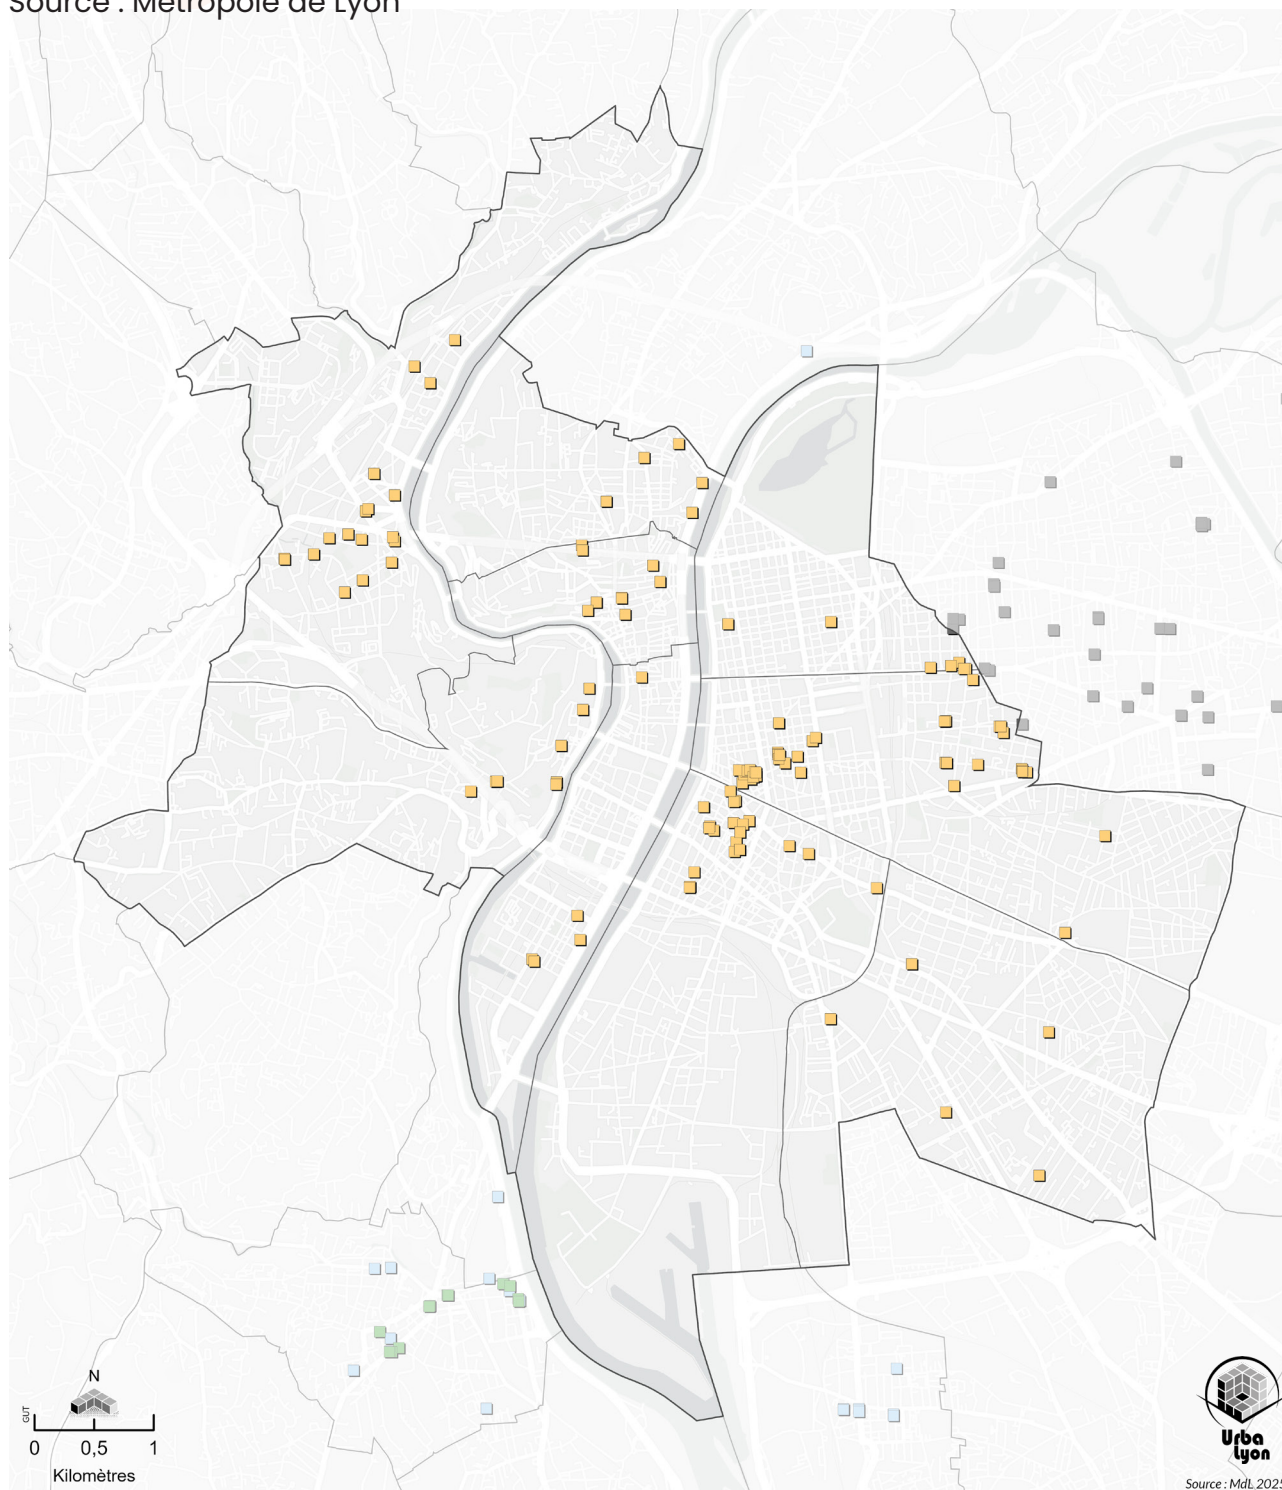 Source : Métropole de Lyon
N
GUT
0 0,5 1
Kilomètres
Urba
Lyon
Source : MdL 2025